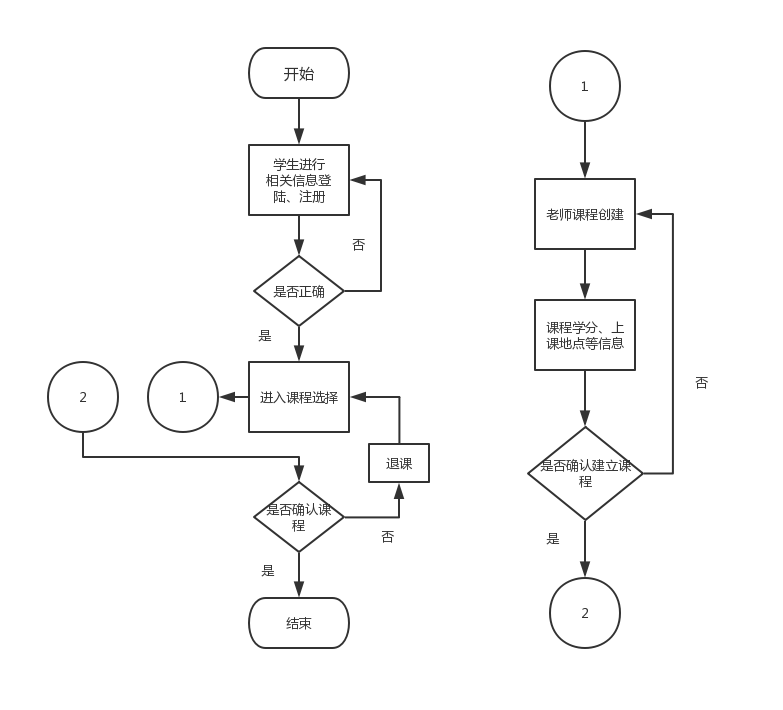 开始
学生进行
相关信息登
陆、注册
否
是否正确
是
2
1
进入课程选择
退课
是否确认课
程
否
是
结束
1
老师课程创建
课程学分、上
课地点等信息
否
是否确认建立课
程
是
2